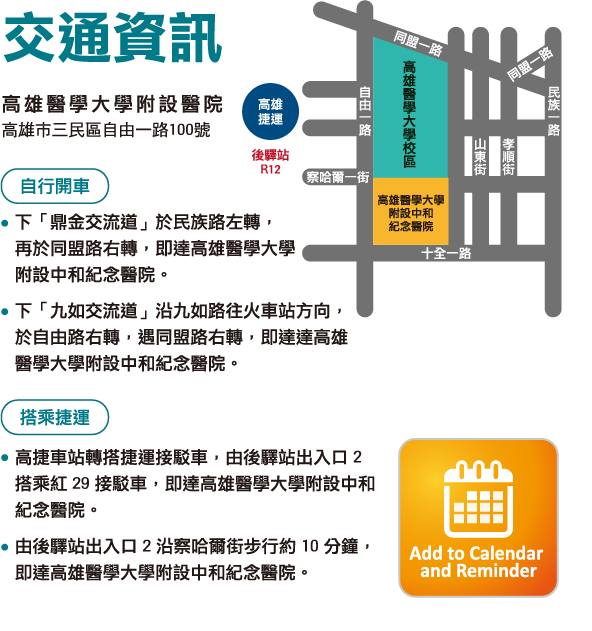 交通資訊
高雄醫學大學附設醫院
高雄市三民區自由一路100號
高雄
捷運
後驛站
R12
同盟一路
同盟一路
自由一路
高雄醫學大學校區
山東街
孝順街
民族一路
察哈爾一街
高雄醫學大學
附設中和
紀念醫院
十全一路
自行開車
下「鼎金交流道」於民族路左轉，
再於同盟路右轉，即達高雄醫學大學
附設中和紀念醫院。
下「九如交流道」沿九如路往火車站方向，
於自由路右轉，遇同盟路右轉，即達達高雄
醫學大學附設中和紀念醫院。
搭乘捷運
高捷車站轉搭捷運接駁車，由後驛站出入口 2
搭乘紅 29 接駁車，即達高雄醫學大學附設中和
紀念醫院。
由後驛站出入口 2 沿察哈爾街步行約 10 分鐘，
即達高雄醫學大學附設中和紀念醫院。
Add to Calendar
and Reminder